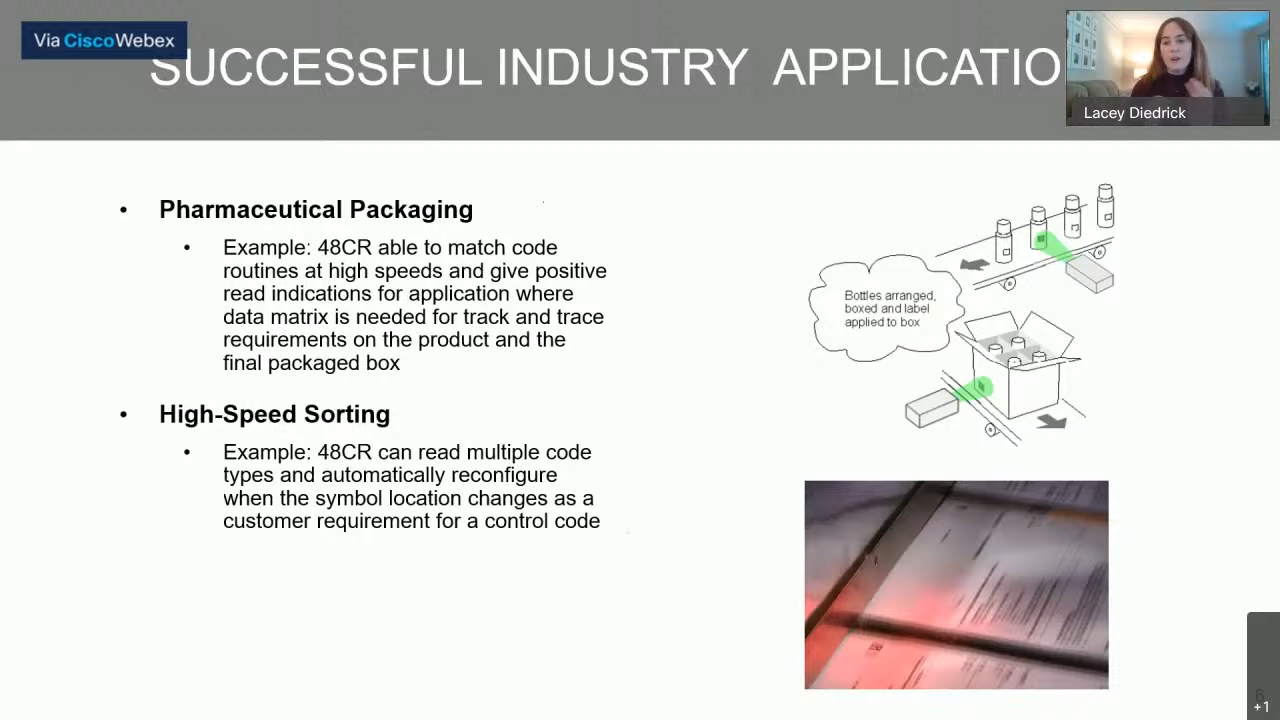 Via CiscoWebex
SUCCESSFUL INDUSTRY APPLICATIO
Lacey Diedrick
• Pharmaceutical Packaging
• Example: 48CR able to match code
routines at high speeds and give positive
read indications for application where
data matrix is needed for track and trace
requirements on the product and the
final packaged box
• High-Speed Sorting
• Example: 48CR can read multiple code
types and automatically reconfigure
when the symbol location changes as a
customer requirement for a control code
Bottles arranged,
boxed and label
applied to box
6
+1